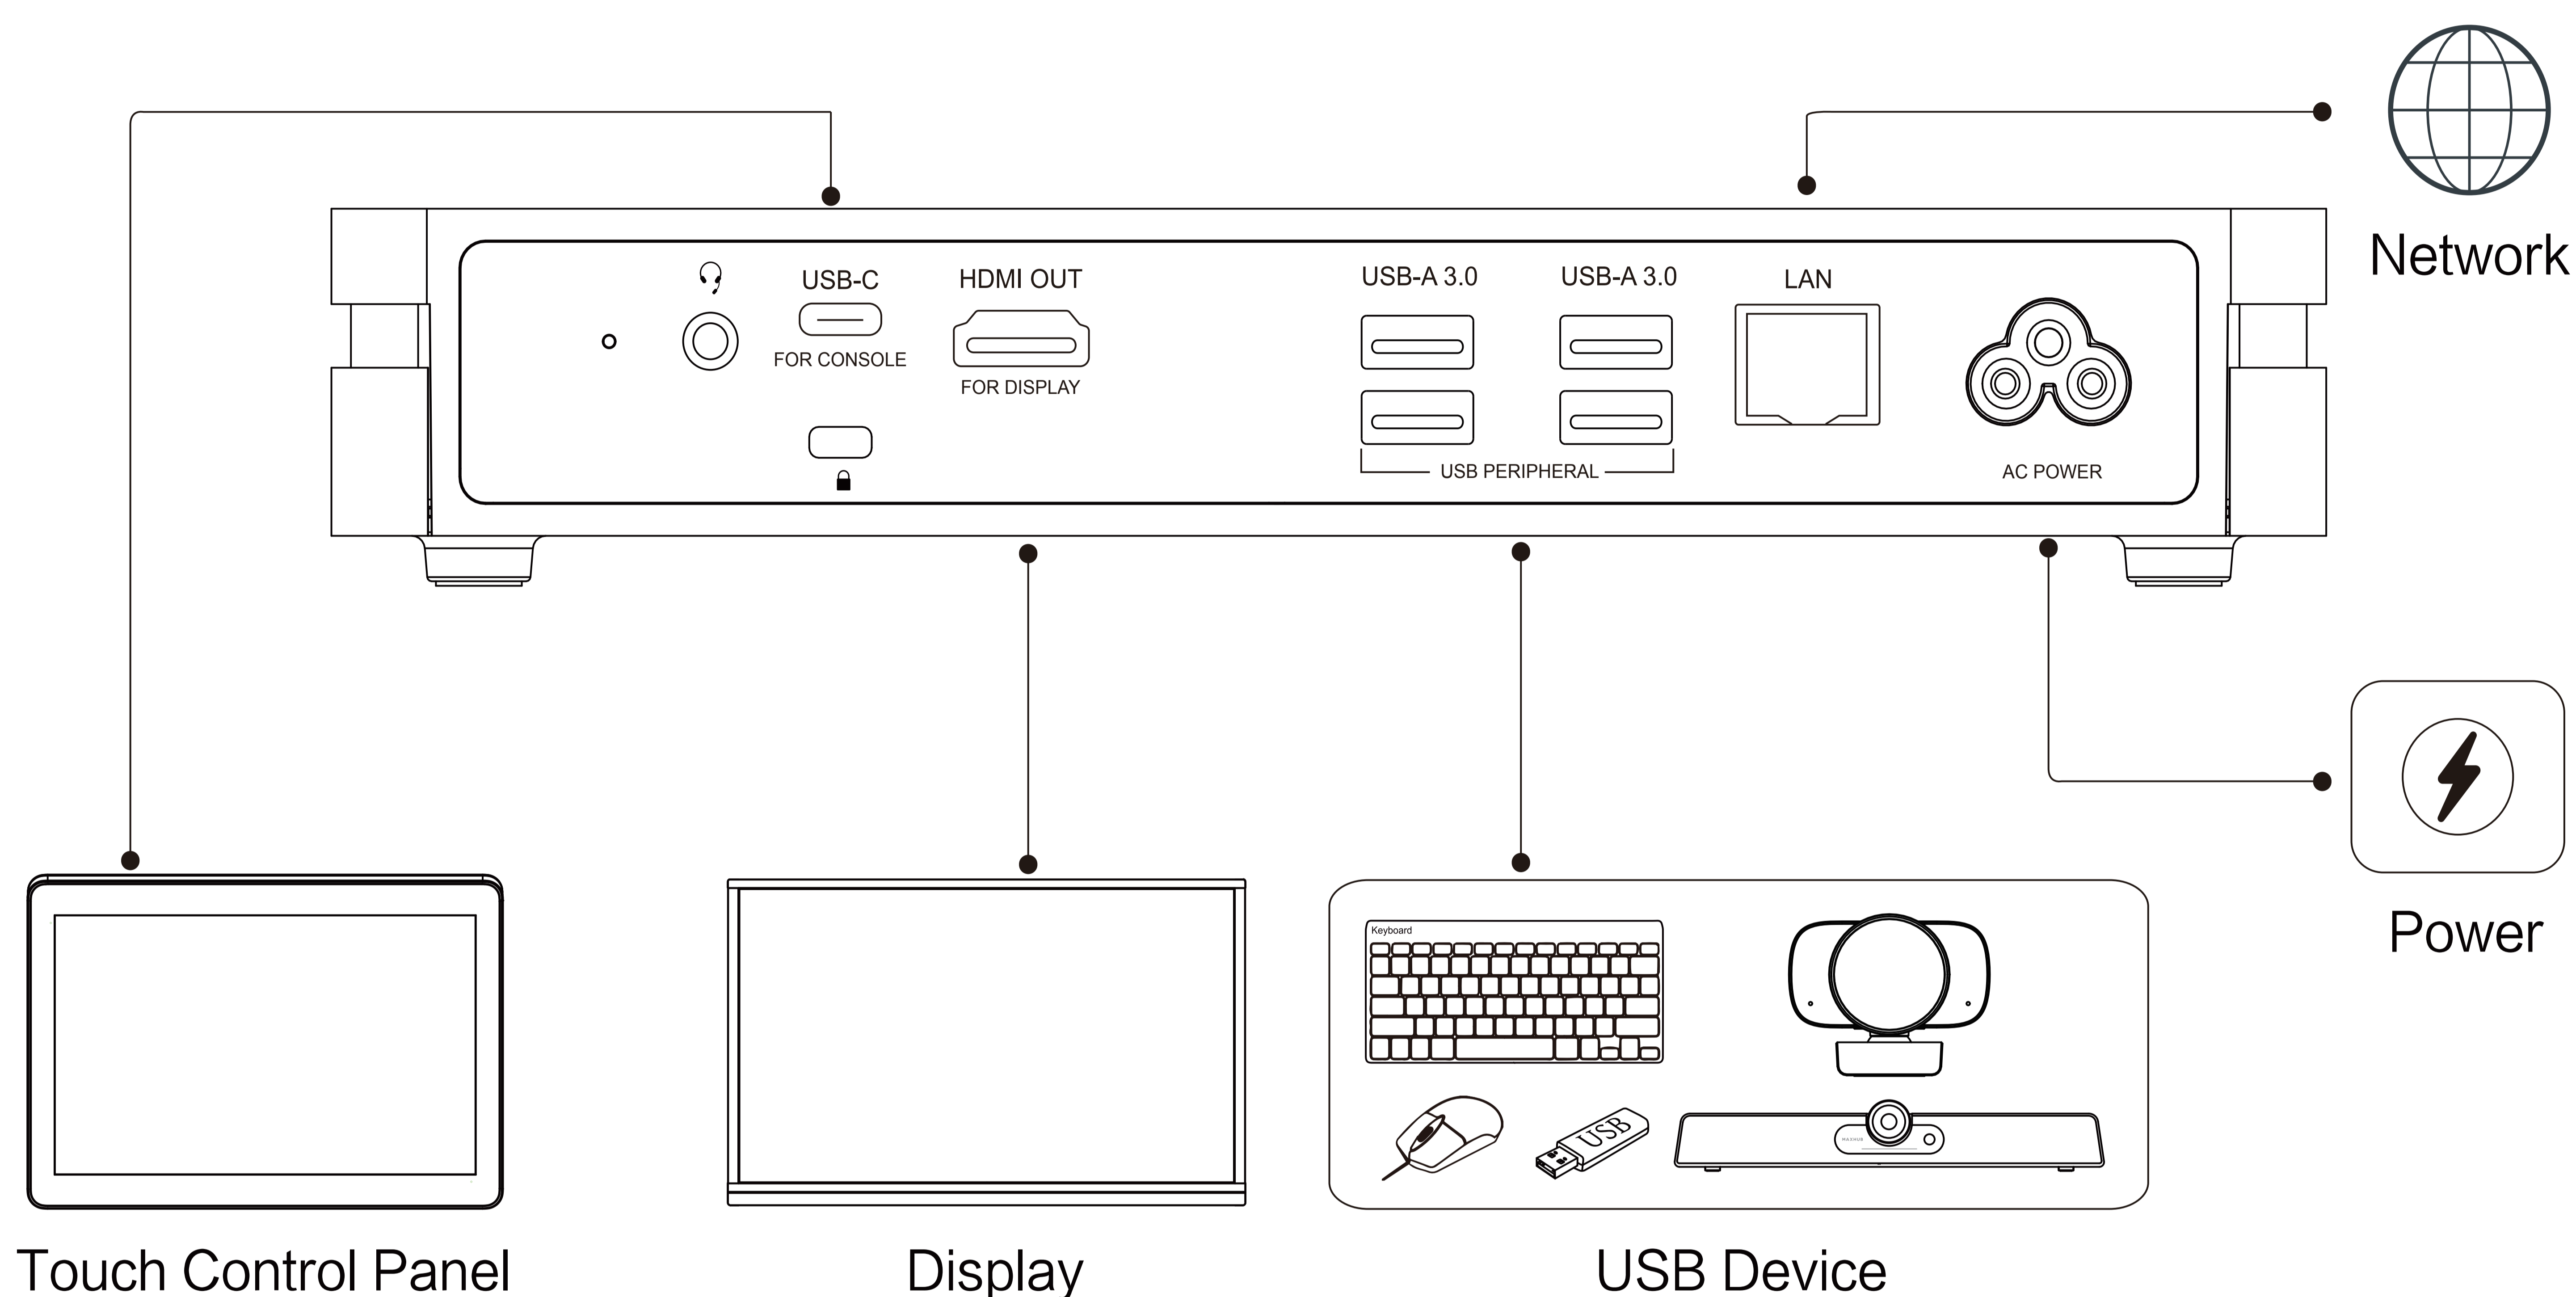 Network
USB-C
HDMI OUT
USB-A 3.0
USB-A 3.0
LAN
FOR CONSOLE
FOR DISPLAY
USB PERIPHERAL
AC POWER
Power
Keyboard
USB
MAXHUB
Touch Control Panel
Display
USB Device